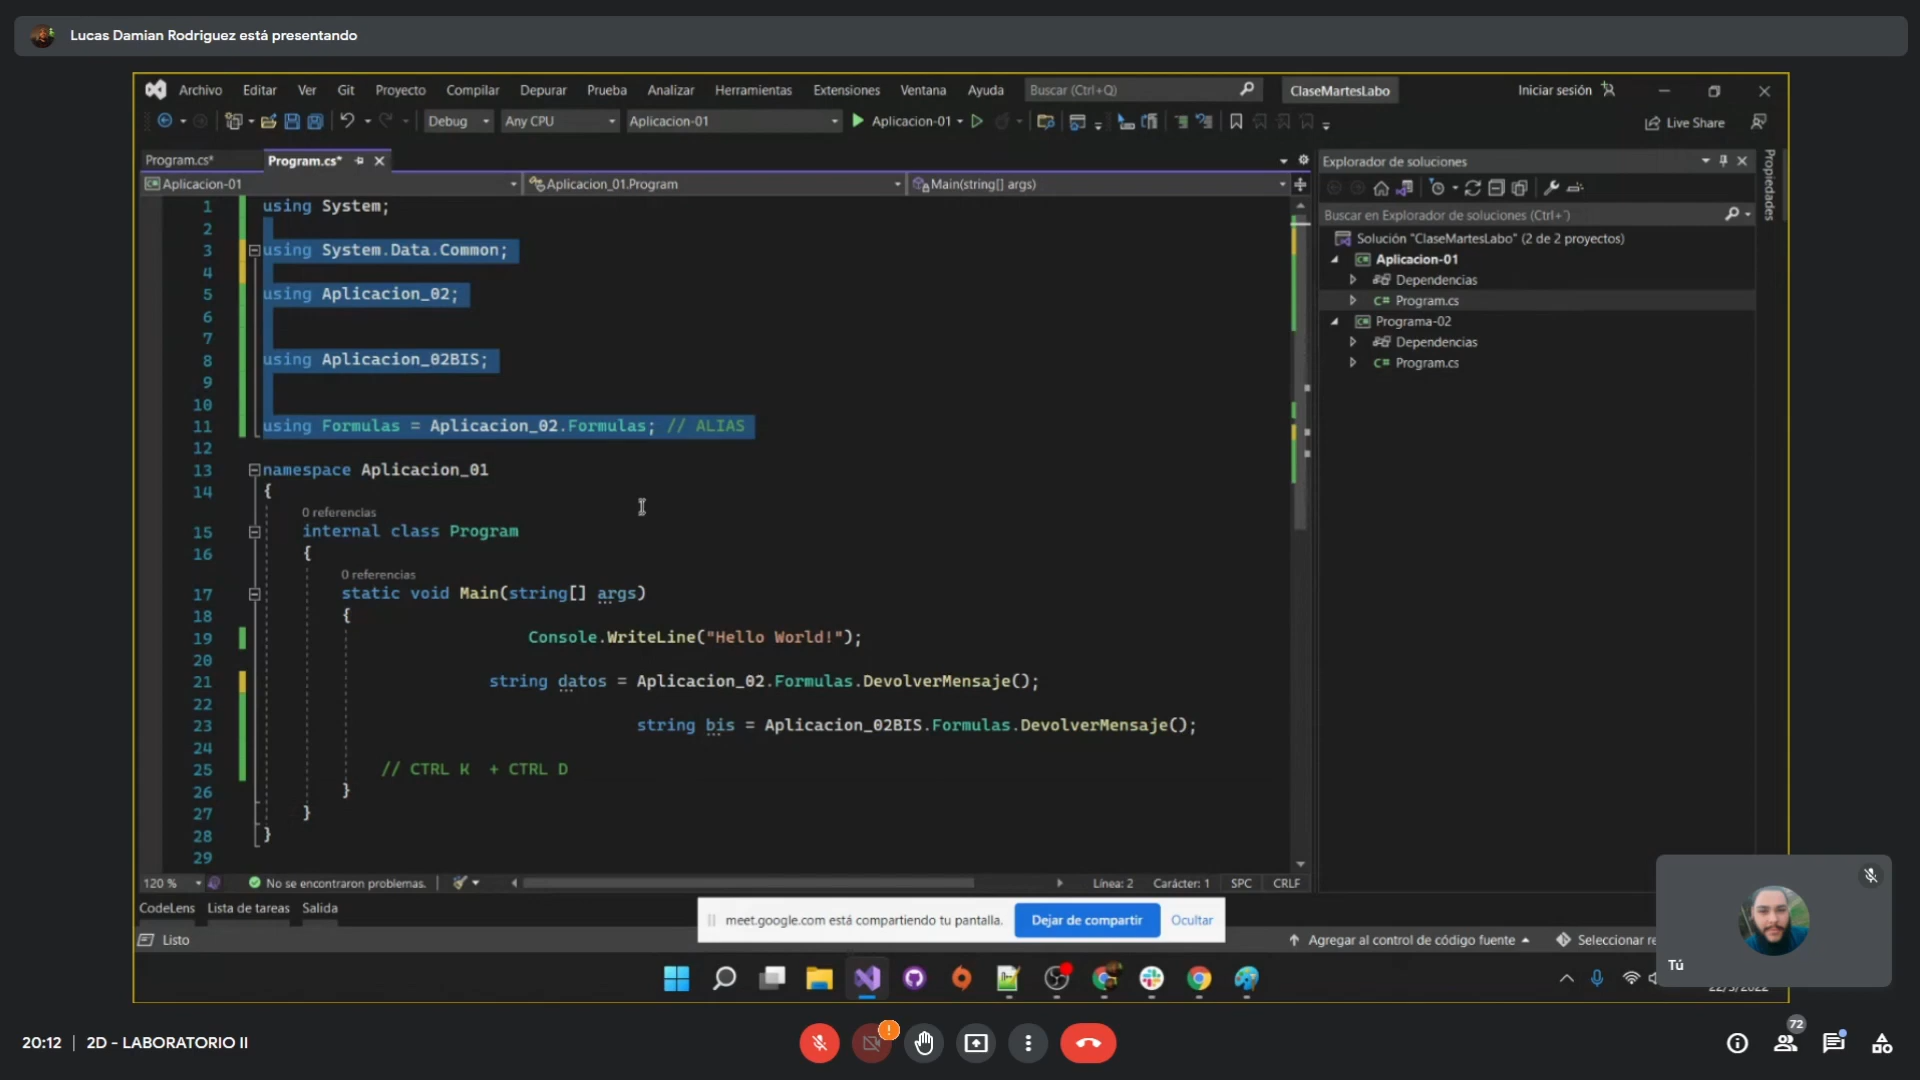 Lucas Damian Rodriguez está presentando
Archivo Editar Ver Git Proyecto Compilar Depurar Prueba Analizar Herramientas Extensiones Ventana Ayuda Buscar (Ctrl+Q) ClaseMartesLabo Iniciar sesión
Debug Any CPU Aplicacion-01 Aplicacion-01 Live Share
Program.cs* Program.cs*
Aplicacion-01 Aplicacion_01.Program Main(string[] args)
1 using System;
2
3 using System.Data.Common;
4
5 using Aplicacion_02;
6
7
8 using Aplicacion_02BIS;
9
10
11 using Formulas = Aplicacion_02.Formulas; // ALIAS
12
13 namespace Aplicacion_01
14 {
0 referencias
15 internal class Program
16 {
0 referencias
17 static void Main(string[] args)
18 {
19 Console.WriteLine("Hello World!");
20
21 string datos = Aplicacion_02.Formulas.DevolverMensaje();
22
23 string bis = Aplicacion_02BIS.Formulas.DevolverMensaje();
24
25 // CTRL K + CTRL D
26 }
27 }
28 }
29
Explorador de soluciones
Buscar en Explorador de soluciones (Ctrl+´)
Solución "ClaseMartesLabo" (2 de 2 proyectos)
Aplicacion-01
Dependencias
C# Program.cs
Programa-02
Dependencias
C# Program.cs
Propiedades
120 % No se encontraron problemas. Línea: 2 Carácter: 1 SPC CRLF
CodeLens Lista de tareas Salida
meet.google.com está compartiendo tu pantalla. Dejar de compartir Ocultar
Listo Agregar al control de código fuente Seleccionar re
Tú
20:12 | 2D - LABORATORIO II
72